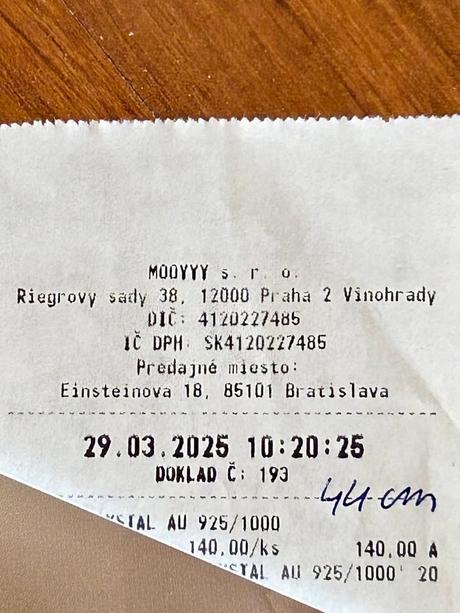 MOOYYY s. r. o.
Riegrovy sady 38, 12000 Praha 2 Vinohrady
DIČ: 4120227485
IČ DPH: SK4120227485
Predajné miesto:
Einsteinova 18, 85101 Bratislava
29.03.2025 10:20:25
DOKLAD Č: 193
44 cm
AU 925/1000
140,00/ks 140,00 A
AU 925/1000' 20